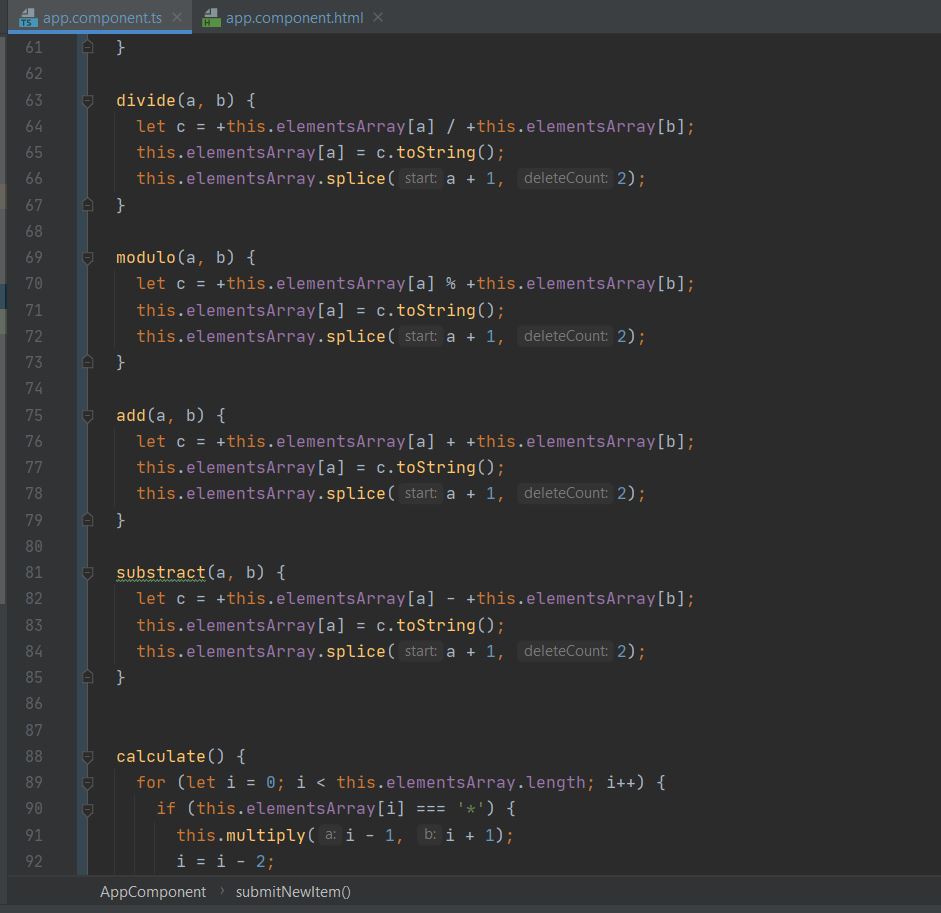 app.component.ts app.component.html
61 }
62
63 divide(a, b) {
64 let c = +this.elementsArray[a] / +this.elementsArray[b];
65 this.elementsArray[a] = c.toString();
66 this.elementsArray.splice( start: a + 1, deleteCount: 2);
67 }
68
69 modulo(a, b) {
70 let c = +this.elementsArray[a] % +this.elementsArray[b];
71 this.elementsArray[a] = c.toString();
72 this.elementsArray.splice( start: a + 1, deleteCount: 2);
73 }
74
75 add(a, b) {
76 let c = +this.elementsArray[a] + +this.elementsArray[b];
77 this.elementsArray[a] = c.toString();
78 this.elementsArray.splice( start: a + 1, deleteCount: 2);
79 }
80
81 substract(a, b) {
82 let c = +this.elementsArray[a] - +this.elementsArray[b];
83 this.elementsArray[a] = c.toString();
84 this.elementsArray.splice( start: a + 1, deleteCount: 2);
85 }
86
87
88 calculate() {
89 for (let i = 0; i < this.elementsArray.length; i++) {
90 if (this.elementsArray[i] === '*') {
91 this.multiply( a: i - 1, b: i + 1);
92 i = i - 2;
AppComponent › submitNewItem()